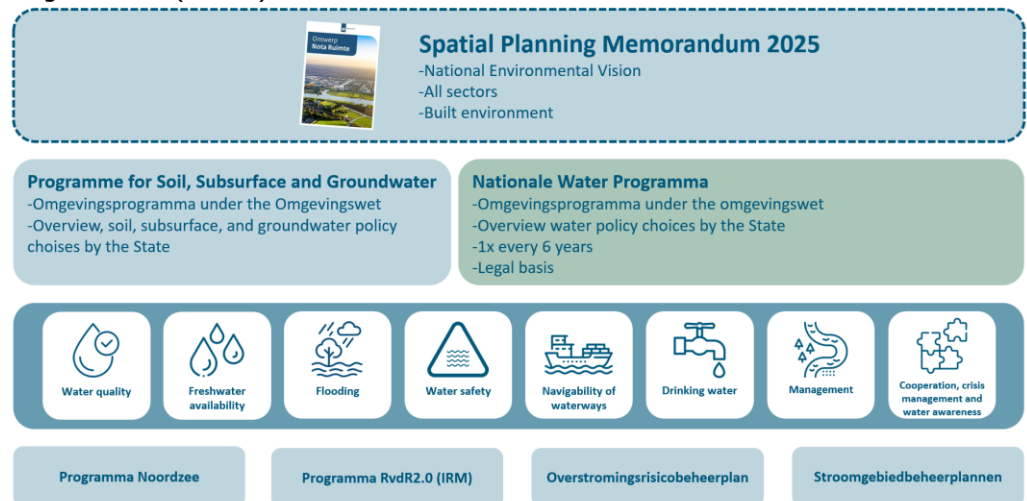 Ontwerp
Nota Ruimte
Spatial Planning Memorandum 2025
-National Environmental Vision
-All sectors
-Built environment
Programme for Soil, Subsurface and Groundwater
-Omgevingsprogramma under the Omgevingswet
-Overview, soil, subsurface, and groundwater policy
choises by the State
Nationale Water Programma
-Omgevingsprogramma under the omgevingswet
-Overview water policy choices by the State
-1x every 6 years
-Legal basis
Water quality
Freshwater
availability
Flooding
Water safety
Navigability of
waterways
Drinking water
Management
Cooperation, crisis
management and
water awareness
Programma Noordzee
Programma RvdR2.0 (IRM)
Overstromingsrisicobeheerplan
Stroomgebiedbeheerplannen